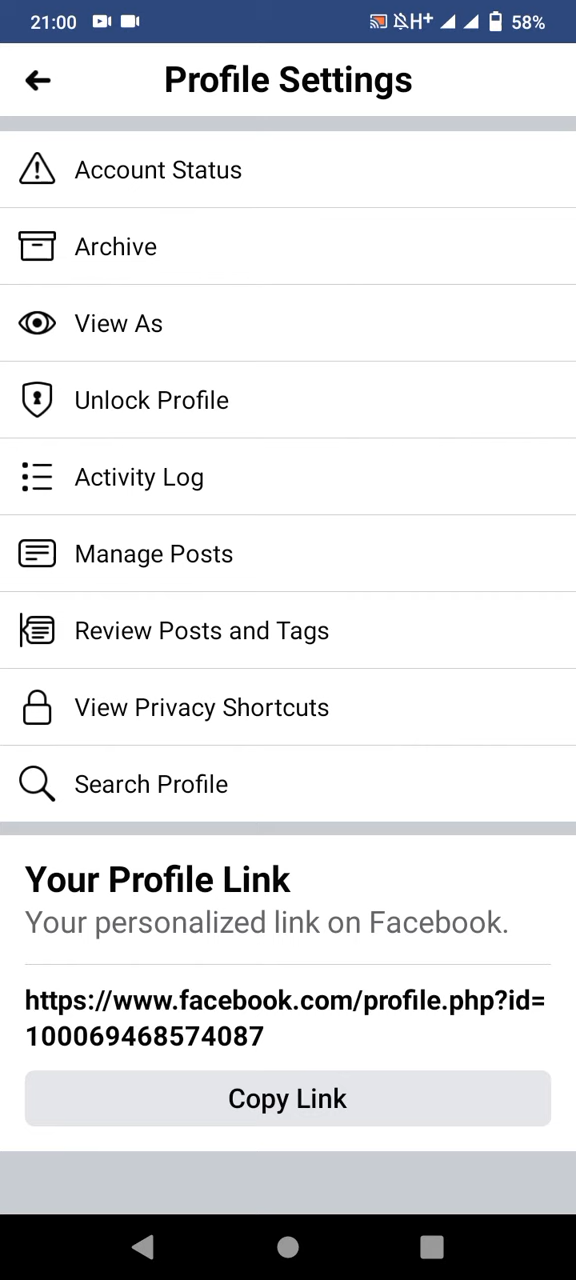 21:00 H+ 58%
Profile Settings
Account Status
Archive
View As
Unlock Profile
Activity Log
Manage Posts
Review Posts and Tags
View Privacy Shortcuts
Search Profile
Your Profile Link
Your personalized link on Facebook.
https://www.facebook.com/profile.php?id=
100069468574087
Copy Link